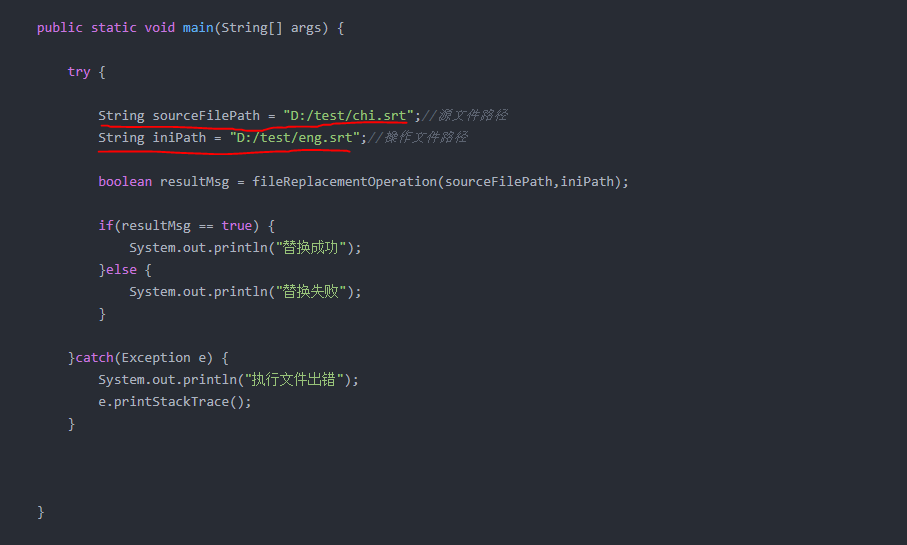 public static void main(String[] args) {
try {
String sourceFilePath = "D:/test/chi.srt";//源文件路径
String iniPath = "D:/test/eng.srt";//操作文件路径
boolean resultMsg = fileReplacementOperation(sourceFilePath,iniPath);
if(resultMsg == true) {
System.out.println("替换成功");
}else {
System.out.println("替换失败");
}
}catch(Exception e) {
System.out.println("执行文件出错");
e.printStackTrace();
}
}